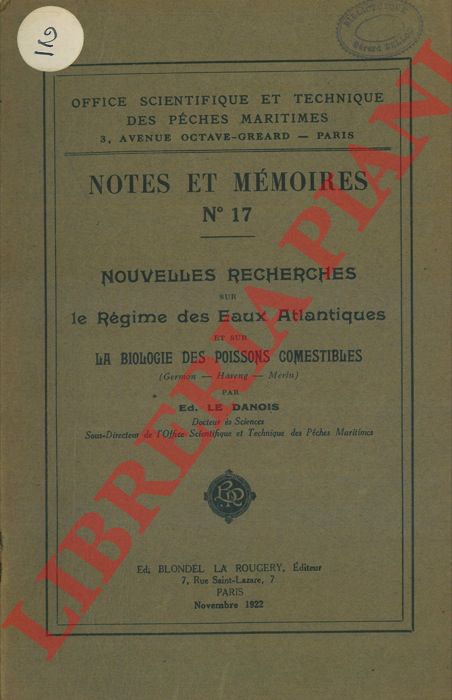 12
BIBLIOTHÈQUE
Gérard BELLOC
OFFICE SCIENTIFIQUE ET TECHNIQUE
DES PÊCHES MARITIMES
3, AVENUE OCTAVE-GREARD — PARIS
NOTES ET MÉMOIRES
N° 17
NOUVELLES RECHERCHES
SUR
le Régime des Eaux Atlantiques
ET SUR
LA BIOLOGIE DES POISSONS COMESTIBLES
(Germon — Hareng — Merlu)
PAR
Ed. LE DANOIS
Docteur ès Sciences
Sous-Directeur de l'Office Scientifique et Technique des Pêches Maritimes
Ed. BLONDEL LA ROUGERY, Éditeur
7, Rue Saint-Lazare, 7
PARIS
Novembre 1922
LIBRERIA PIANI